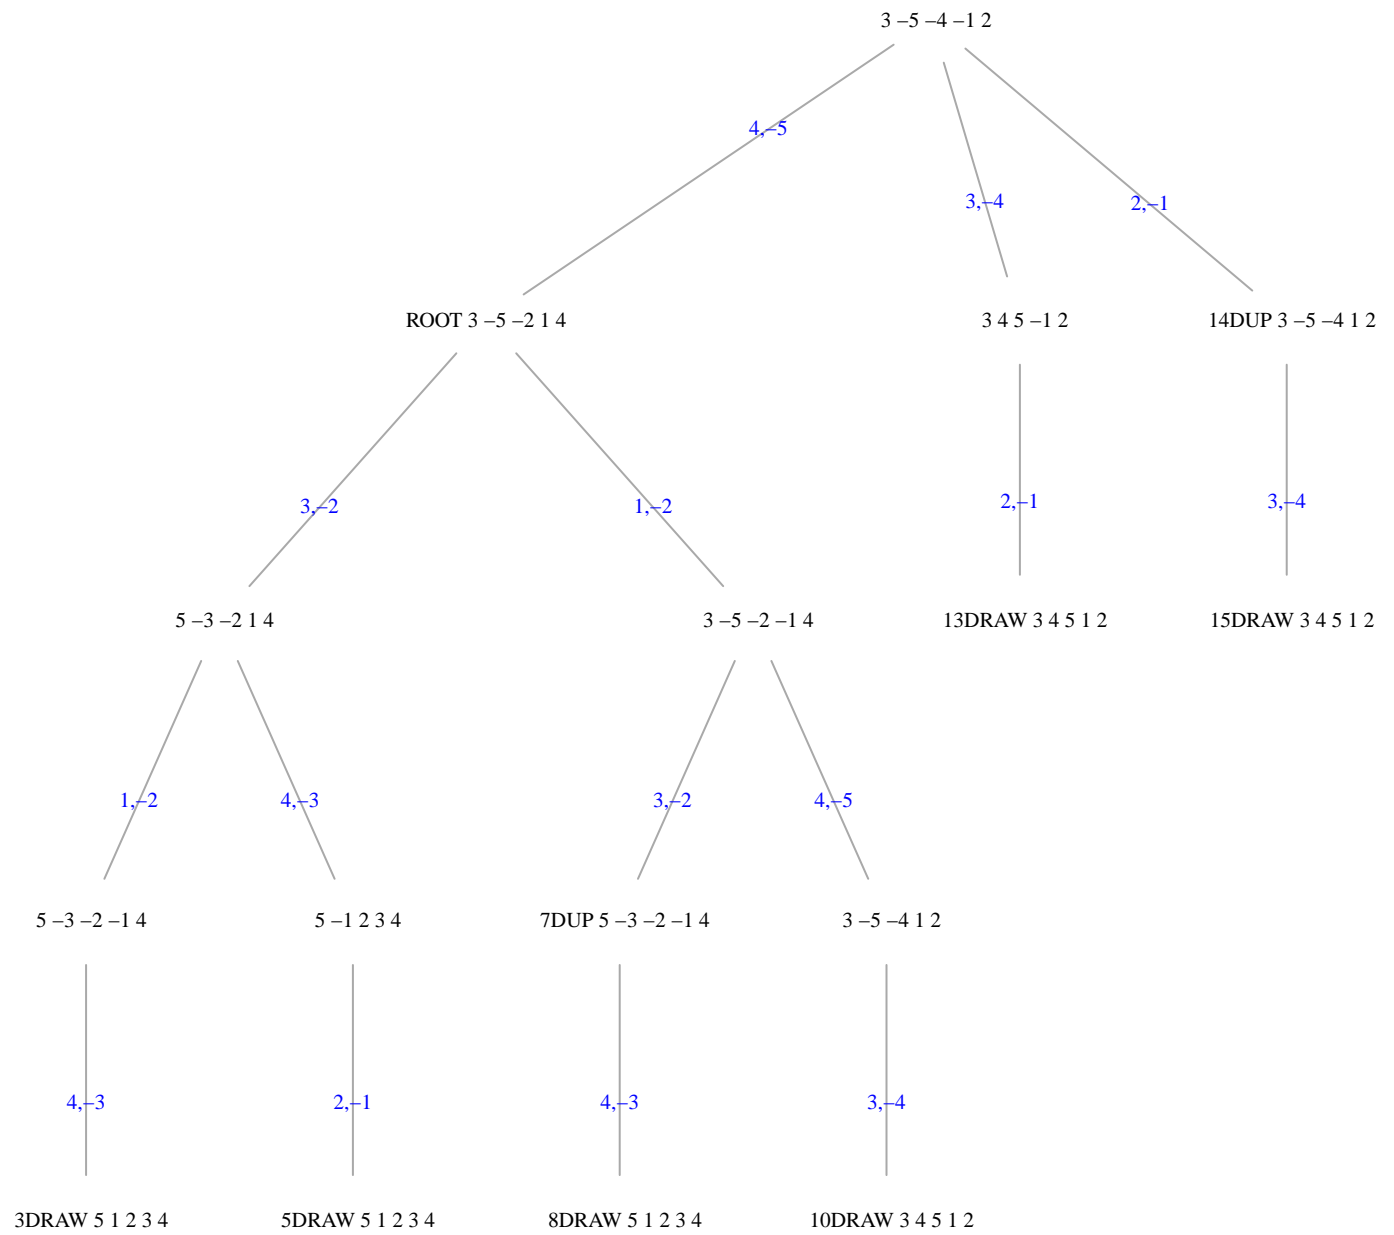 3 –5 –4 –1 2
4,–5
3,–4
2,–1
ROOT 3 –5 –2 1 4
3 4 5 –1 2
14DUP 3 –5 –4 1 2
3,–2
1,–2
2,–1
3,–4
5 –3 –2 1 4
3 –5 –2 –1 4
13DRAW 3 4 5 1 2
15DRAW 3 4 5 1 2
1,–2
4,–3
3,–2
4,–5
5 –3 –2 –1 4
5 –1 2 3 4
7DUP 5 –3 –2 –1 4
3 –5 –4 1 2
4,–3
2,–1
4,–3
3,–4
3DRAW 5 1 2 3 4
5DRAW 5 1 2 3 4
8DRAW 5 1 2 3 4
10DRAW 3 4 5 1 2